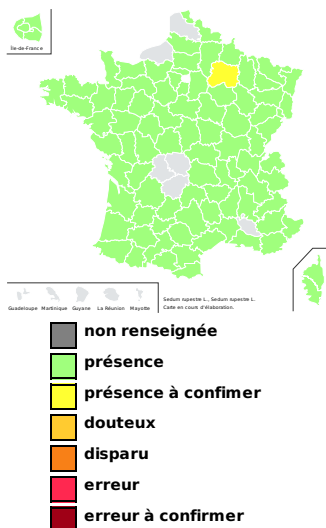 Île-de-France
Guadeloupe Martinique Guyane La Réunion Mayotte
Sedum rupestre L., Sedum rupestre L.
Carte en cours d'élaboration.
non renseignée
présence
présence à confimer
douteux
disparu
erreur
erreur à confirmer